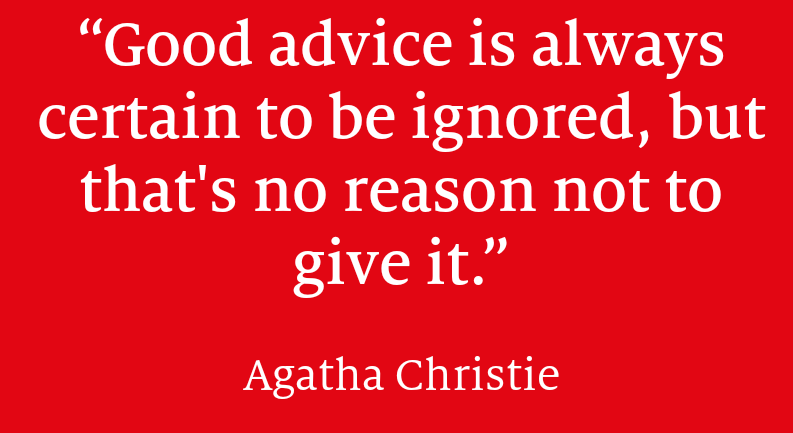 “Good advice is always
certain to be ignored, but
that's no reason not to
give it.”
Agatha Christie